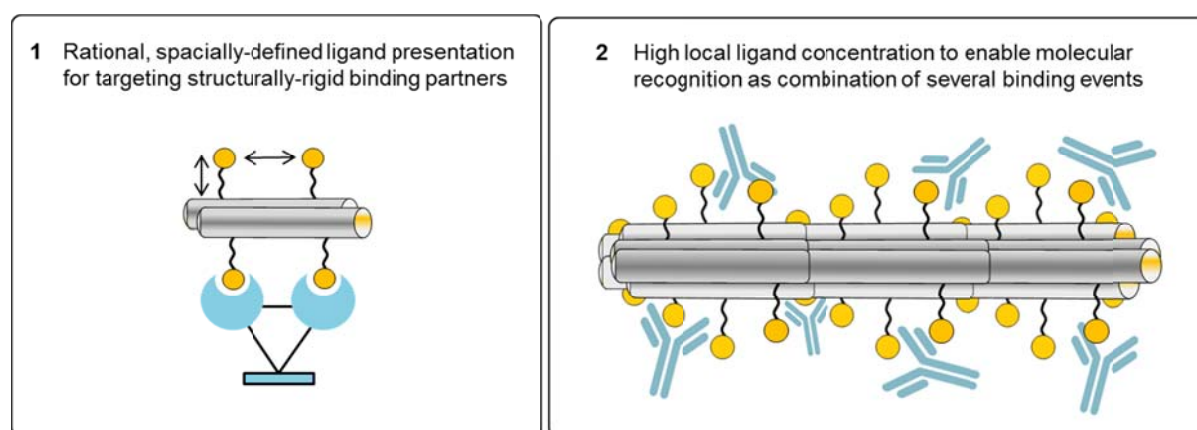 1 Rational, spacially-defined ligand presentation
for targeting structurally-rigid binding partners
2 High local ligand concentration to enable molecular
recognition as combination of several binding events